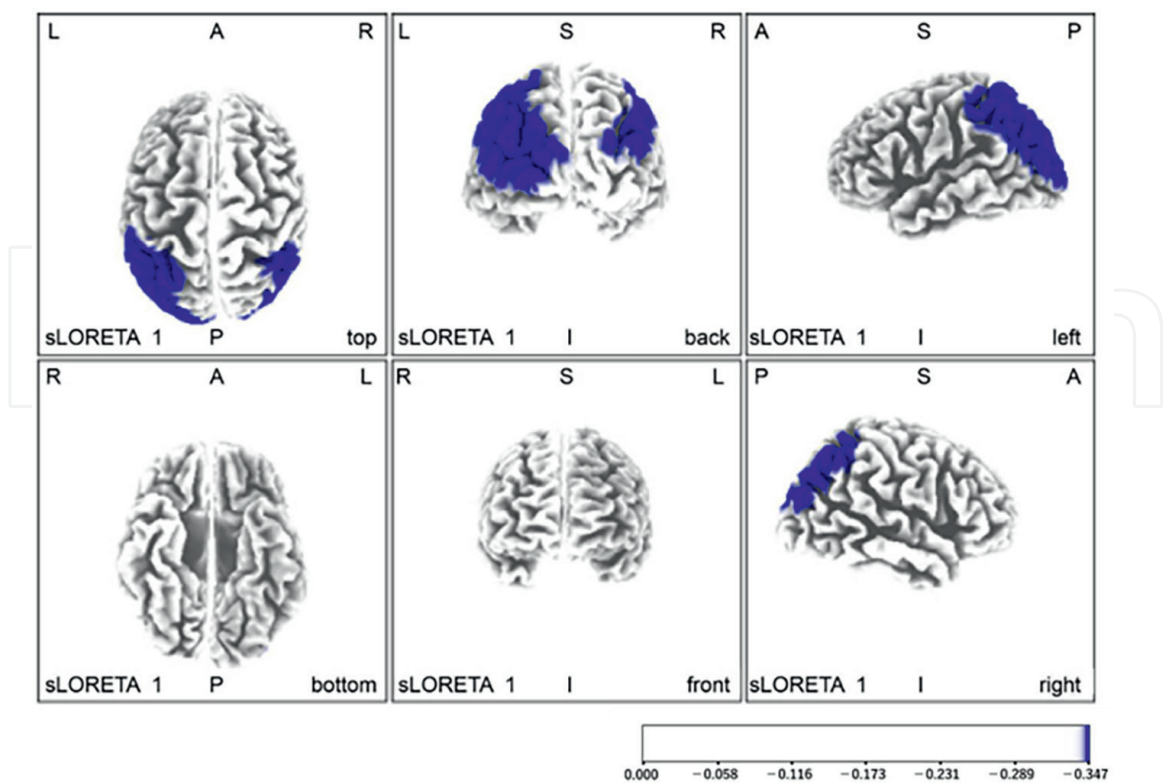 L A R
sLORETA 1 P top
L S R
sLORETA 1 I back
A S P
sLORETA 1 I left
R A L
sLORETA 1 P bottom
R S L
sLORETA 1 I front
P S A
sLORETA 1 I right
0.000 −0.058 −0.116 −0.173 −0.231 −0.289 −0.347